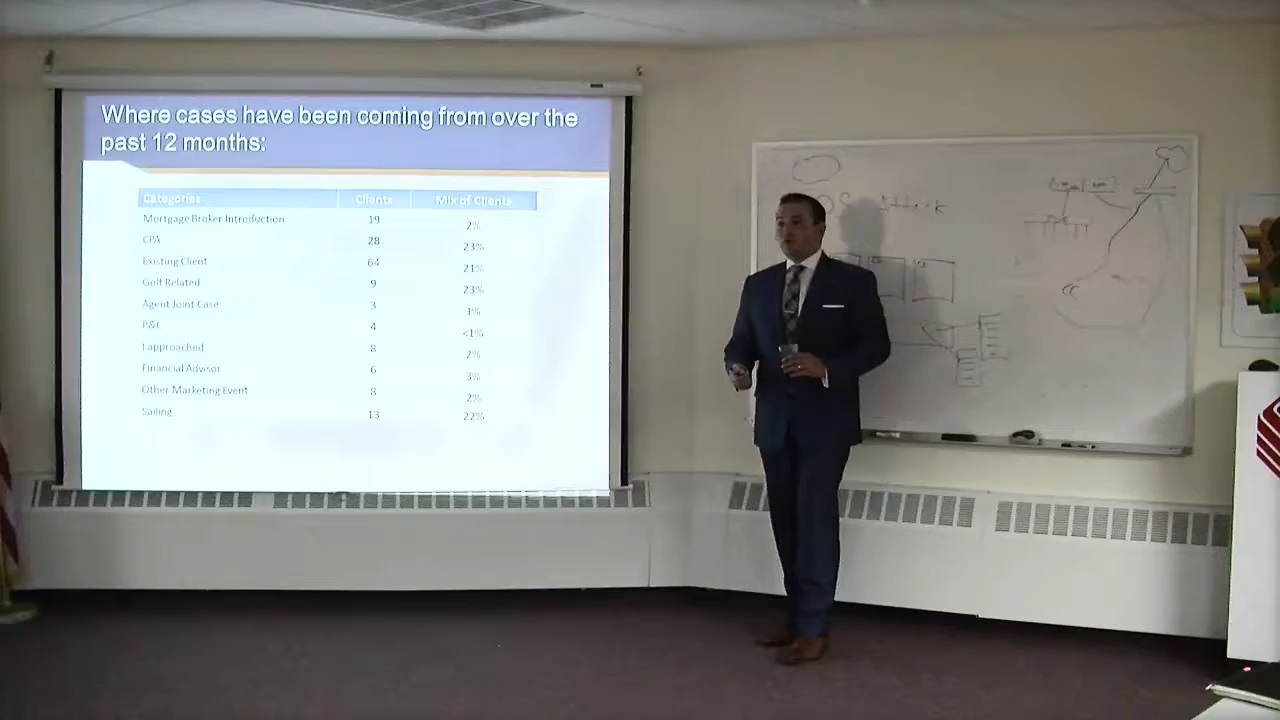 Where cases have been coming from over the
past 12 months:
Categories Clients Mix of Clients
Mortgage Broker Introduction 19 2%
CPA 28 23%
Existing Client 64 21%
Golf Related 9 23%
Agent Joint Case 3 1%
P&C 4 <1%
I approached 8 2%
Financial Advisor 6 3%
Other Marketing Event 8 2%
Sailing 13 22%